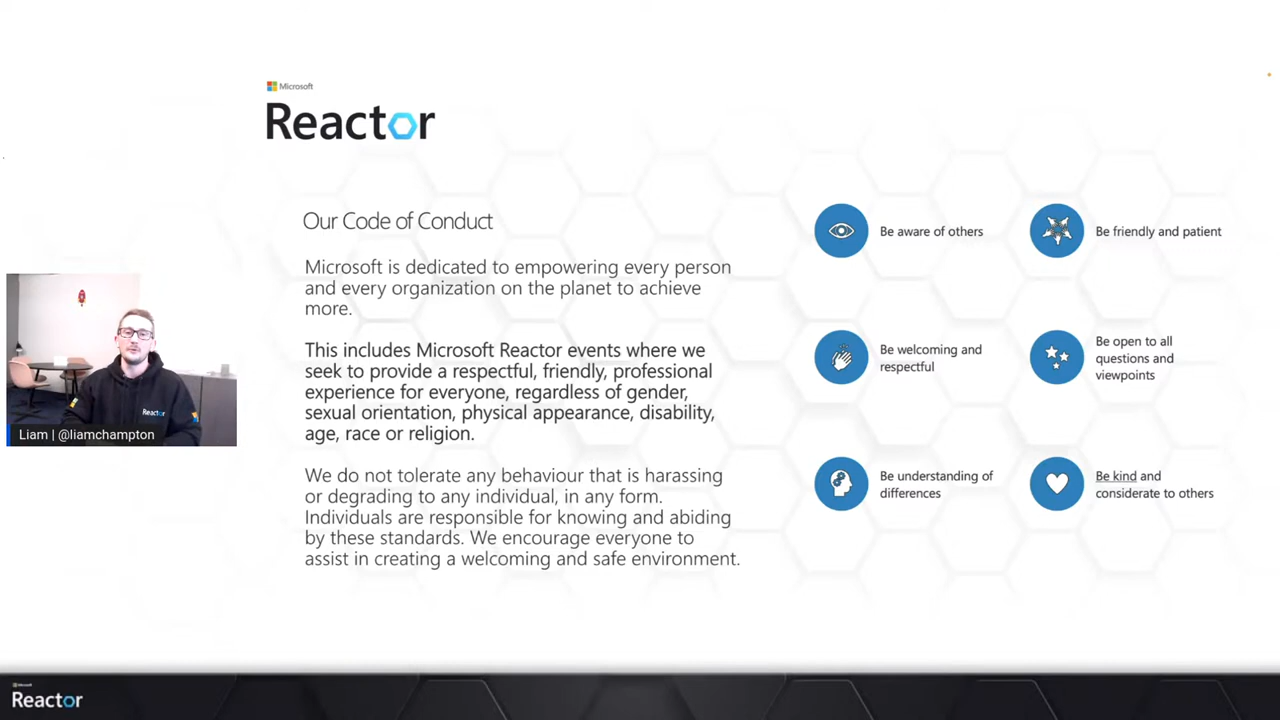 Microsoft
Reactor
Our Code of Conduct
Microsoft is dedicated to empowering every person
and every organization on the planet to achieve
more.
This includes Microsoft Reactor events where we
seek to provide a respectful, friendly, professional
experience for everyone, regardless of gender,
sexual orientation, physical appearance, disability,
age, race or religion.
We do not tolerate any behaviour that is harassing
or degrading to any individual, in any form.
Individuals are responsible for knowing and abiding
by these standards. We encourage everyone to
assist in creating a welcoming and safe environment.
Be aware of others
Be friendly and patient
Be welcoming and
respectful
Be open to all
questions and
viewpoints
Be understanding of
differences
Be kind and
considerate to others
Reactor
Liam | @liamchampton
Microsoft
Reactor